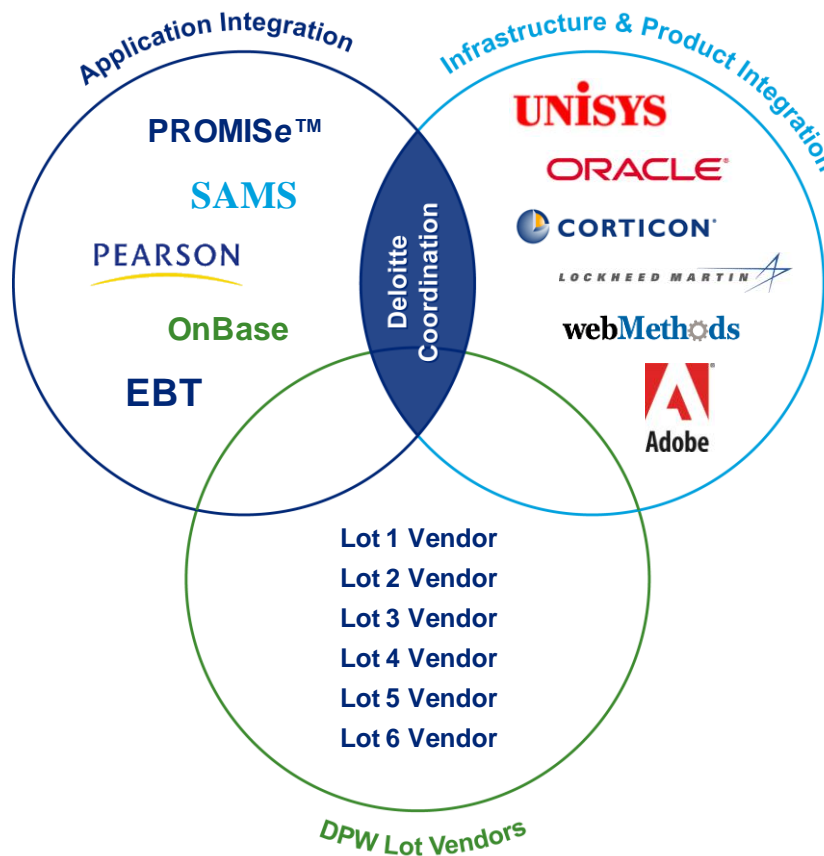 Application Integration
PROMISe™
SAMS
PEARSON
OnBase
EBT
Infrastructure & Product Integration
UNiSYS
ORACLE®
CORTICON®
LOCKHEED MARTIN
webMethods
Adobe®
Deloitte
Coordination
Lot 1 Vendor
Lot 2 Vendor
Lot 3 Vendor
Lot 4 Vendor
Lot 5 Vendor
Lot 6 Vendor
DPW Lot Vendors